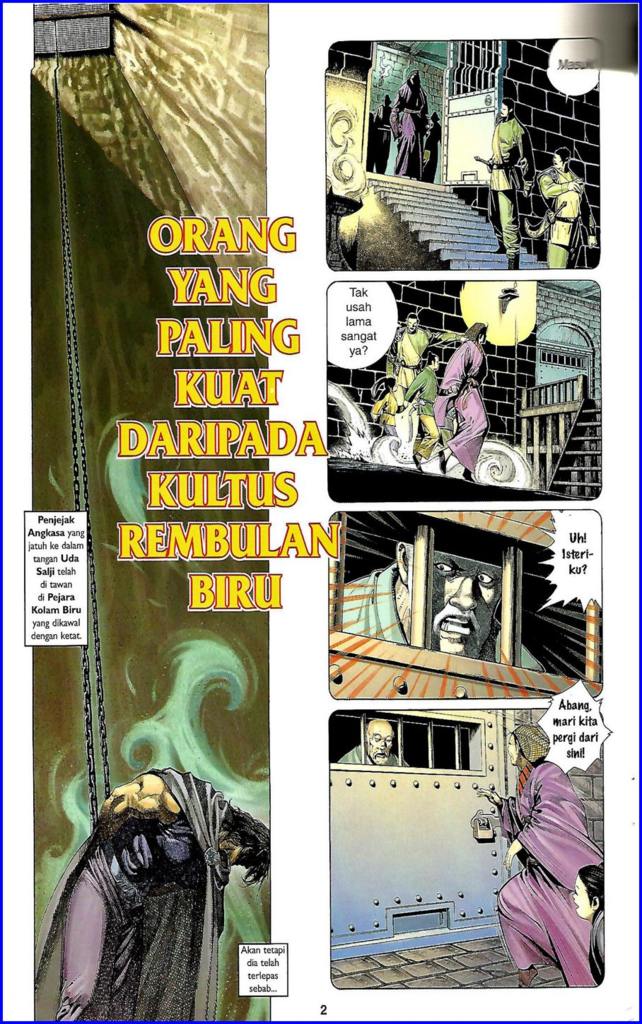 ORANG
YANG
PALING
KUAT
DARIPADA
KULTUS
REMBULAN
BIRU
Penjejak
Angkasa yang
jatuh ke dalam
tangan Uda
Salji telah
di tawan
di Pejara
Kolam Biru
yang dikawal
dengan ketat.
Akan tetapi
dia telah
terlepas
sebab...
Masuk
Tak
usah
lama
sangat
ya?
Uh!
Isteri-
ku?
Abang,
mari kita
pergi dari
sini!
2